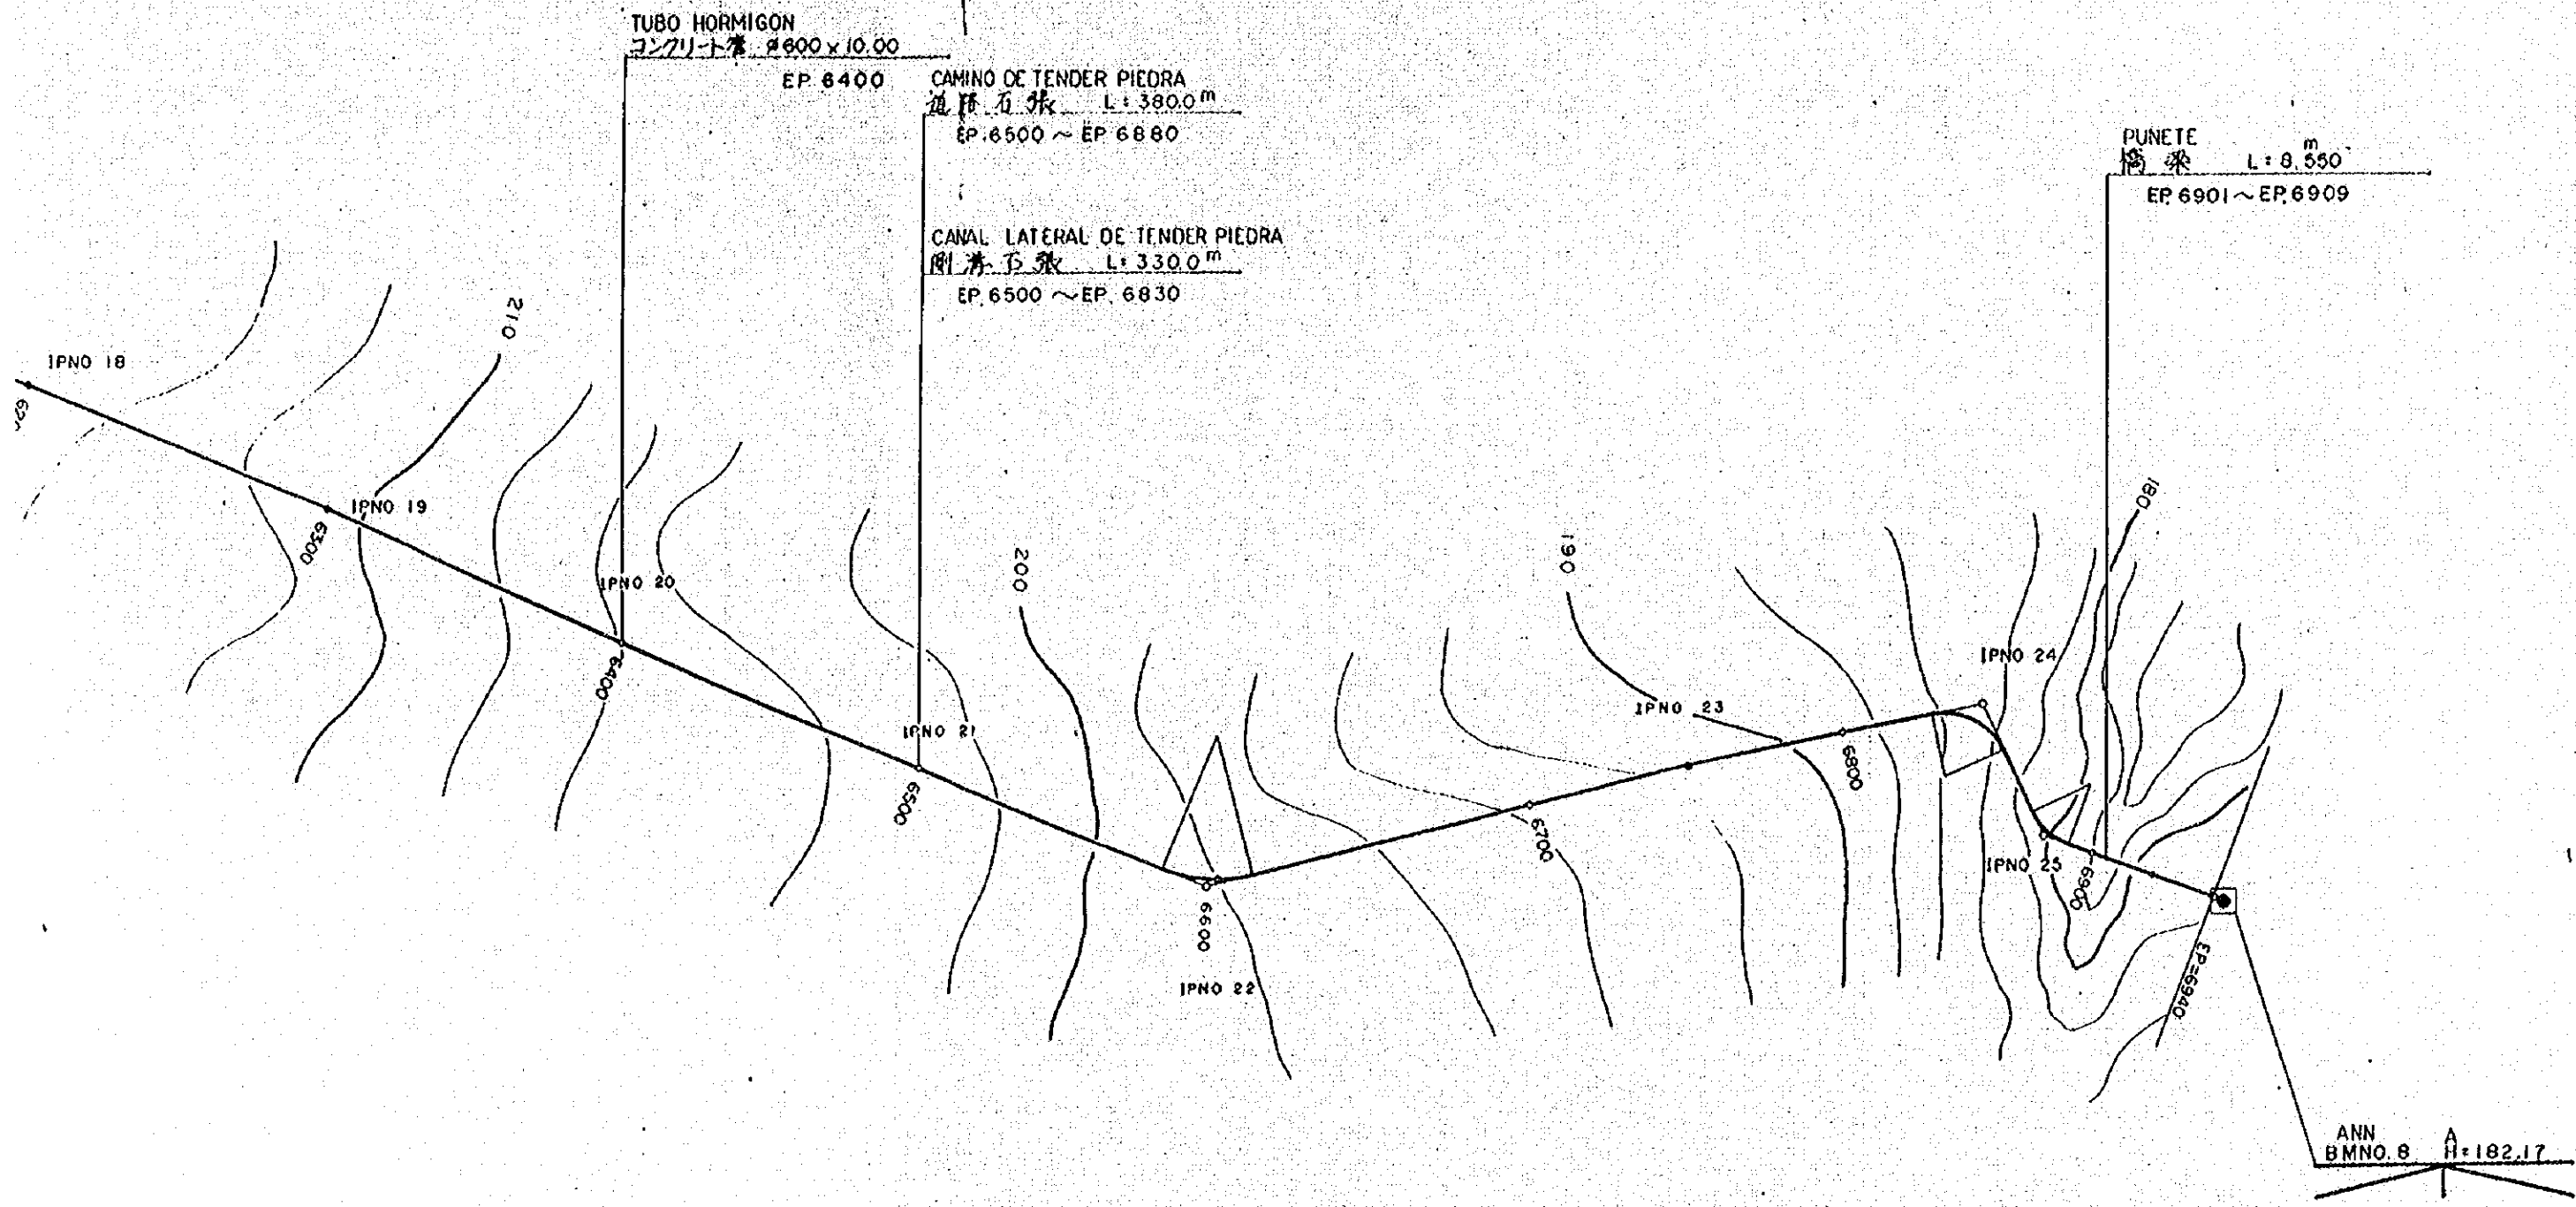 TUBO HORMIGON
コンクリート管 ⌀600 x 10.00
EP. 6400
CAMINO DE TENDER PIEDRA
道路石張 L=380.0m
EP. 6500 ~ EP. 6880
CANAL LATERAL DE TENDER PIEDRA
側溝石張 L=330.0m
EP. 6500 ~ EP. 6830
PUNETE
橋梁 L=8.550m
EP. 6901 ~ EP. 6909
IPNO 18
210
IPNO 19
6300
IPNO 20
6400
IPNO 21
6500
200
6600
IPNO 22
190
6700
IPNO 23
6800
IPNO 24
180
IPNO 25
6900
EP=6940
ANN
BMNO. 8 H=182.17
A